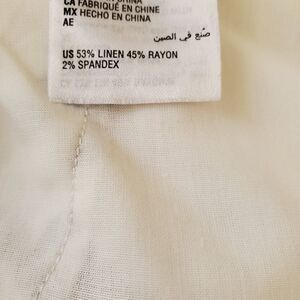 CHINA
CA FABRIQUÉ EN CHINE
MX HECHO EN CHINA
AE
صنع في الصين
US 53% LINEN 45% RAYON
2% SPANDEX